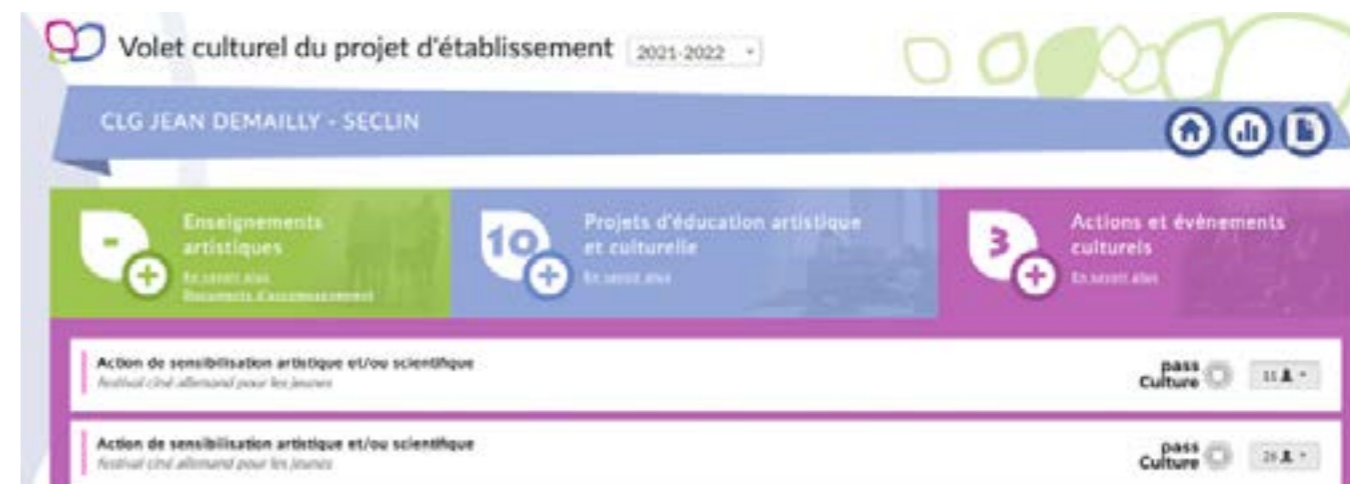 Volet culturel du projet d'établissement 2021-2022
CLG JEAN DEMAILLY - SECLIN
-
Enseignements
artistiques
En savoir plus
Documents d'accompagnement
10
Projets d'éducation artistique
et culturelle
En savoir plus
3
Actions et évènements
culturels
En savoir plus
Action de sensibilisation artistique et/ou scientifique
festival ciné allemand pour les jeunes
pass
Culture
11
Action de sensibilisation artistique et/ou scientifique
festival ciné allemand pour les jeunes
pass
Culture
26